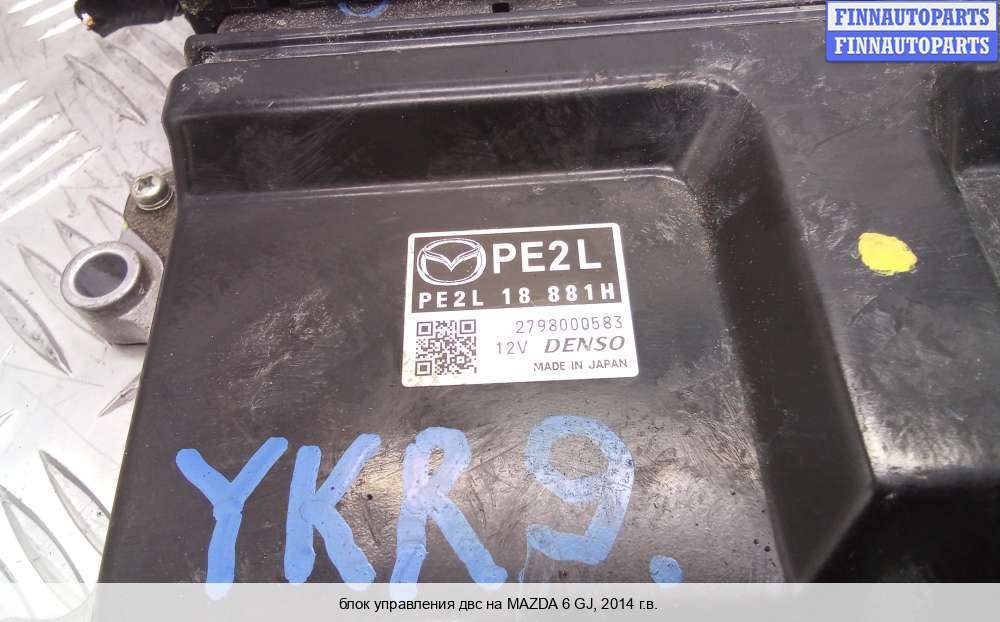 FINNAUTOPARTS
FINNAUTOPARTS
PE2L
PE2L 18 881H
2798000583
12V DENSO
MADE IN JAPAN
YKR9.
блок управления двс на MAZDA 6 GJ, 2014 г.в.